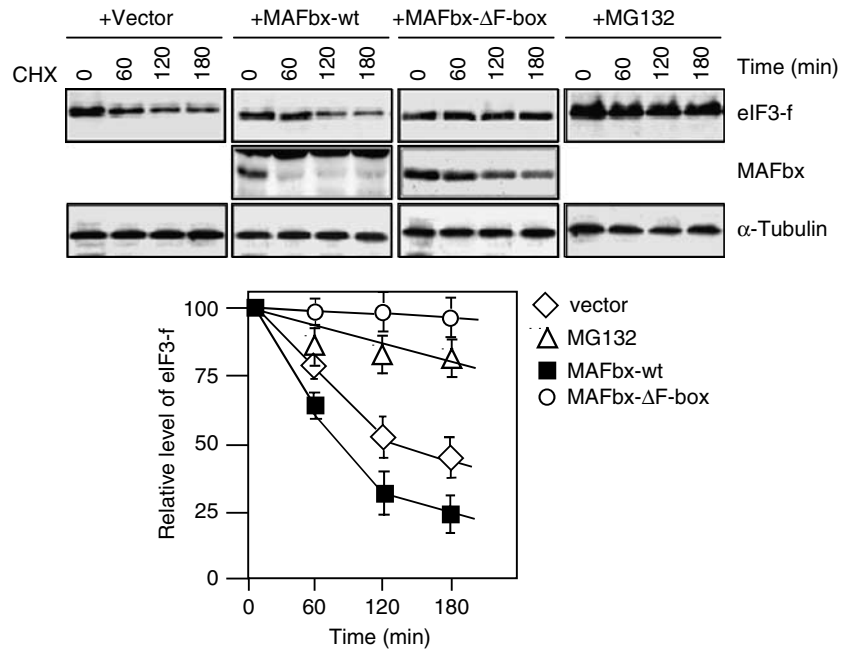 +Vector +MAFbx-wt +MAFbx-ΔF-box +MG132
CHX 0 60 120 180 0 60 120 180 0 60 120 180 0 60 120 180 Time (min)
eIF3-f
MAFbx
α-Tubulin
Relative level of eIF3-f
100
75
50
25
0
0 60 120 180
Time (min)
vector
MG132
MAFbx-wt
MAFbx-ΔF-box